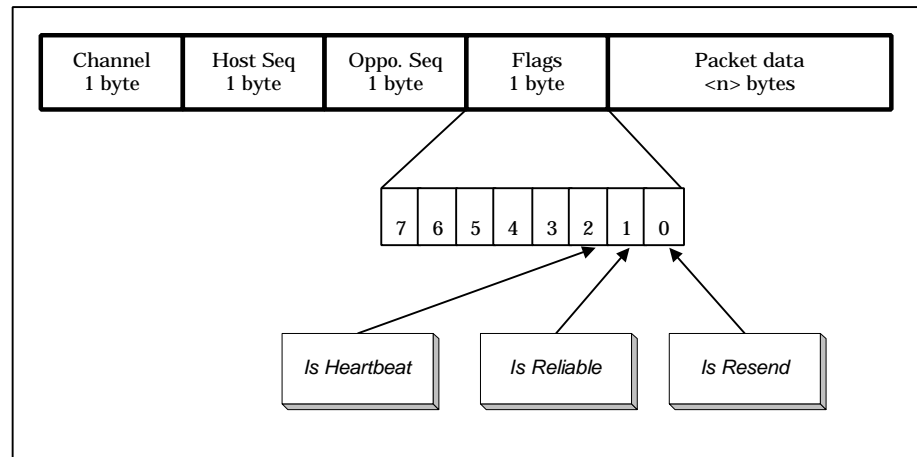 Channel Host Seq Oppo. Seq Flags Packet data
1 byte 1 byte 1 byte 1 byte <n> bytes
7 6 5 4 3 2 1 0
Is Heartbeat Is Reliable Is Resend